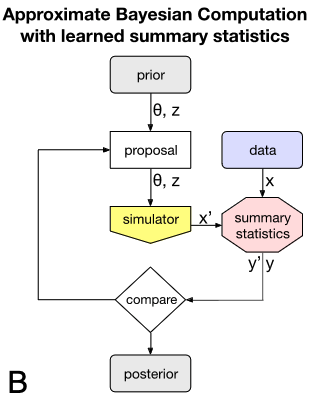 Approximate Bayesian Computation
with learned summary statistics
prior
θ, z
proposal
data
θ, z
x
simulator
x'
summary
statistics
y' y
compare
posterior
B